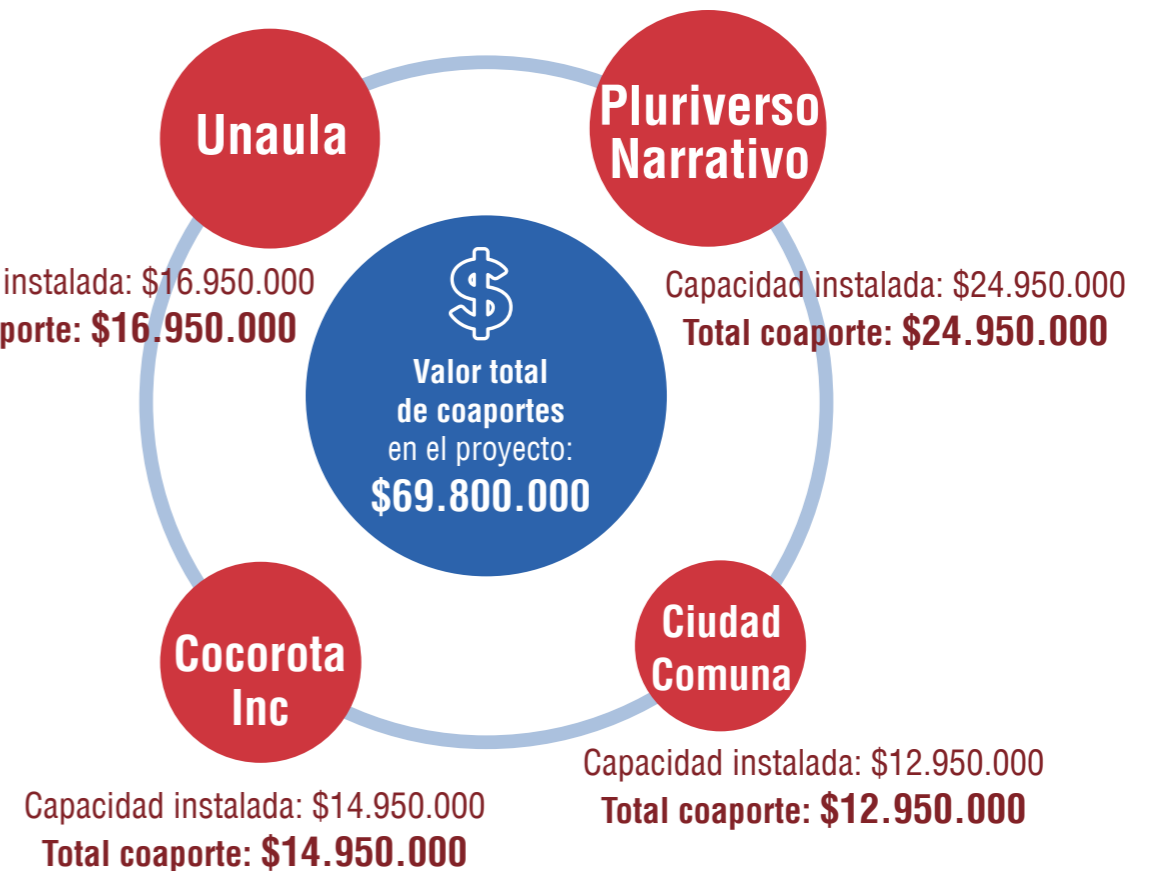 Unaula
instalada: $16.950.000
porte: $16.950.000
Pluriverso
Narrativo
Capacidad instalada: $24.950.000
Total coaporte: $24.950.000
Valor total
de coaportes
en el proyecto:
$69.800.000
Cocorota
Inc
Capacidad instalada: $14.950.000
Total coaporte: $14.950.000
Ciudad
Comuna
Capacidad instalada: $12.950.000
Total coaporte: $12.950.000